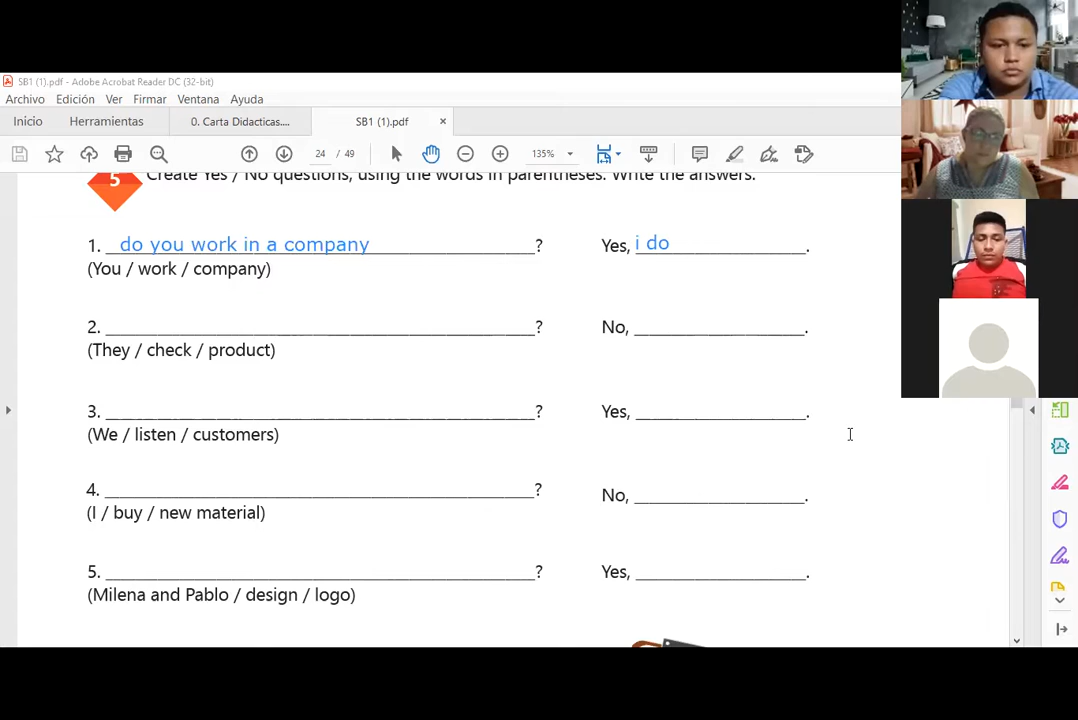 SB1 (1).pdf - Adobe Acrobat Reader DC (32-bit)
Archivo Edición Ver Firmar Ventana Ayuda
Inicio Herramientas 0. Carta Didacticas.... SB1 (1).pdf ×
24 / 49 135%
5 Create Yes / No questions, using the words in parentheses. Write the answers.
1. do you work in a company ? Yes, i do .
(You / work / company)
2. ? No, .
(They / check / product)
3. ? Yes, .
(We / listen / customers)
4. ? No, .
(I / buy / new material)
5. ? Yes, .
(Milena and Pablo / design / logo)